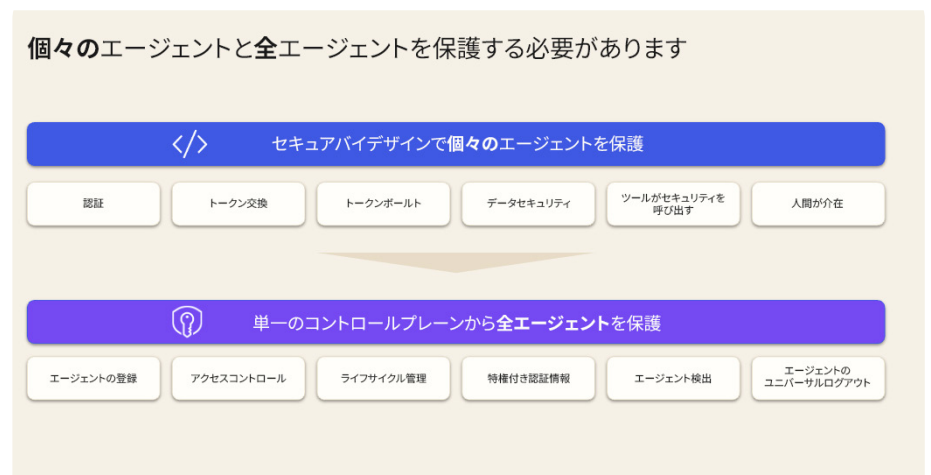 個々のエージェントと全エージェントを保護する必要があります
</> セキュアバイデザインで個々のエージェントを保護
認証
トークン交換
トークンボールト
データセキュリティ
ツールがセキュリティを
呼び出す
人間が介在
単一のコントロールプレーンから全エージェントを保護
エージェントの登録
アクセスコントロール
ライフサイクル管理
特権付き認証情報
エージェント検出
エージェントの
ユニバーサルログアウト